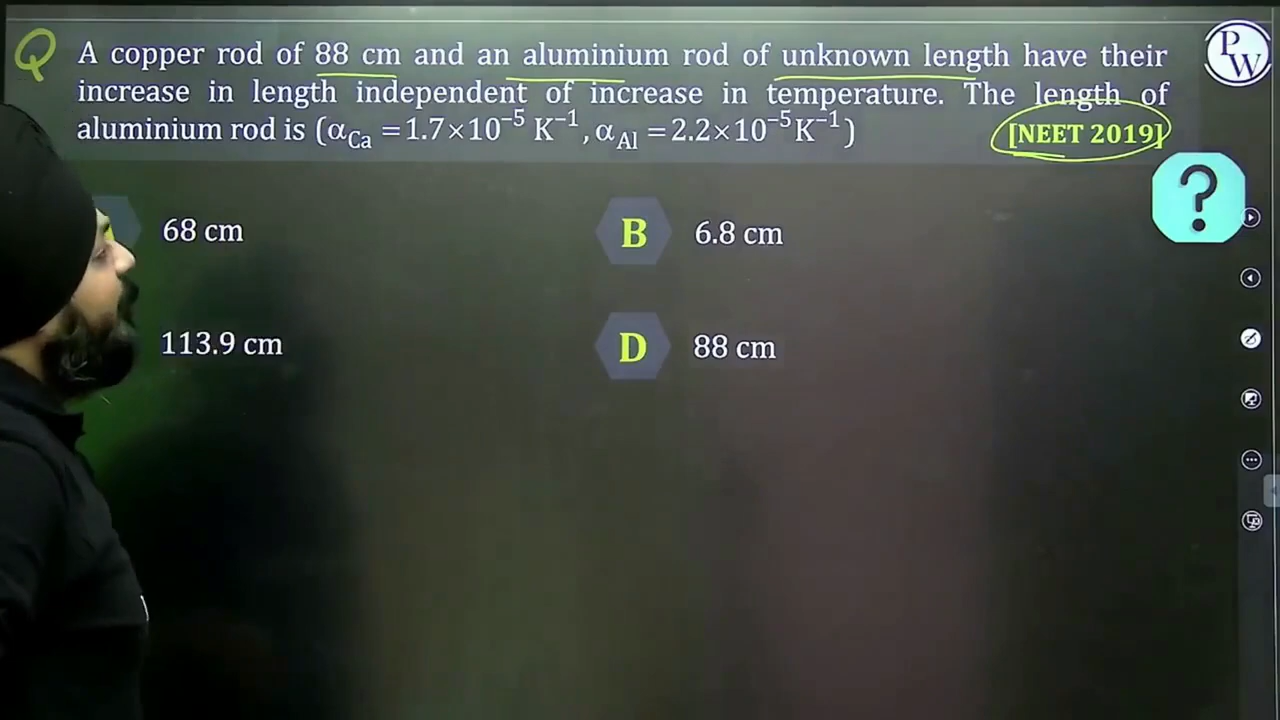 Q
A copper rod of 88 cm and an aluminium rod of unknown length have their
increase in length independent of increase in temperature. The length of
aluminium rod is (α_Ca = 1.7×10⁻⁵ K⁻¹, α_Al = 2.2×10⁻⁵ K⁻¹)
[NEET 2019]
P
W
?
68 cm
B 6.8 cm
113.9 cm
D 88 cm